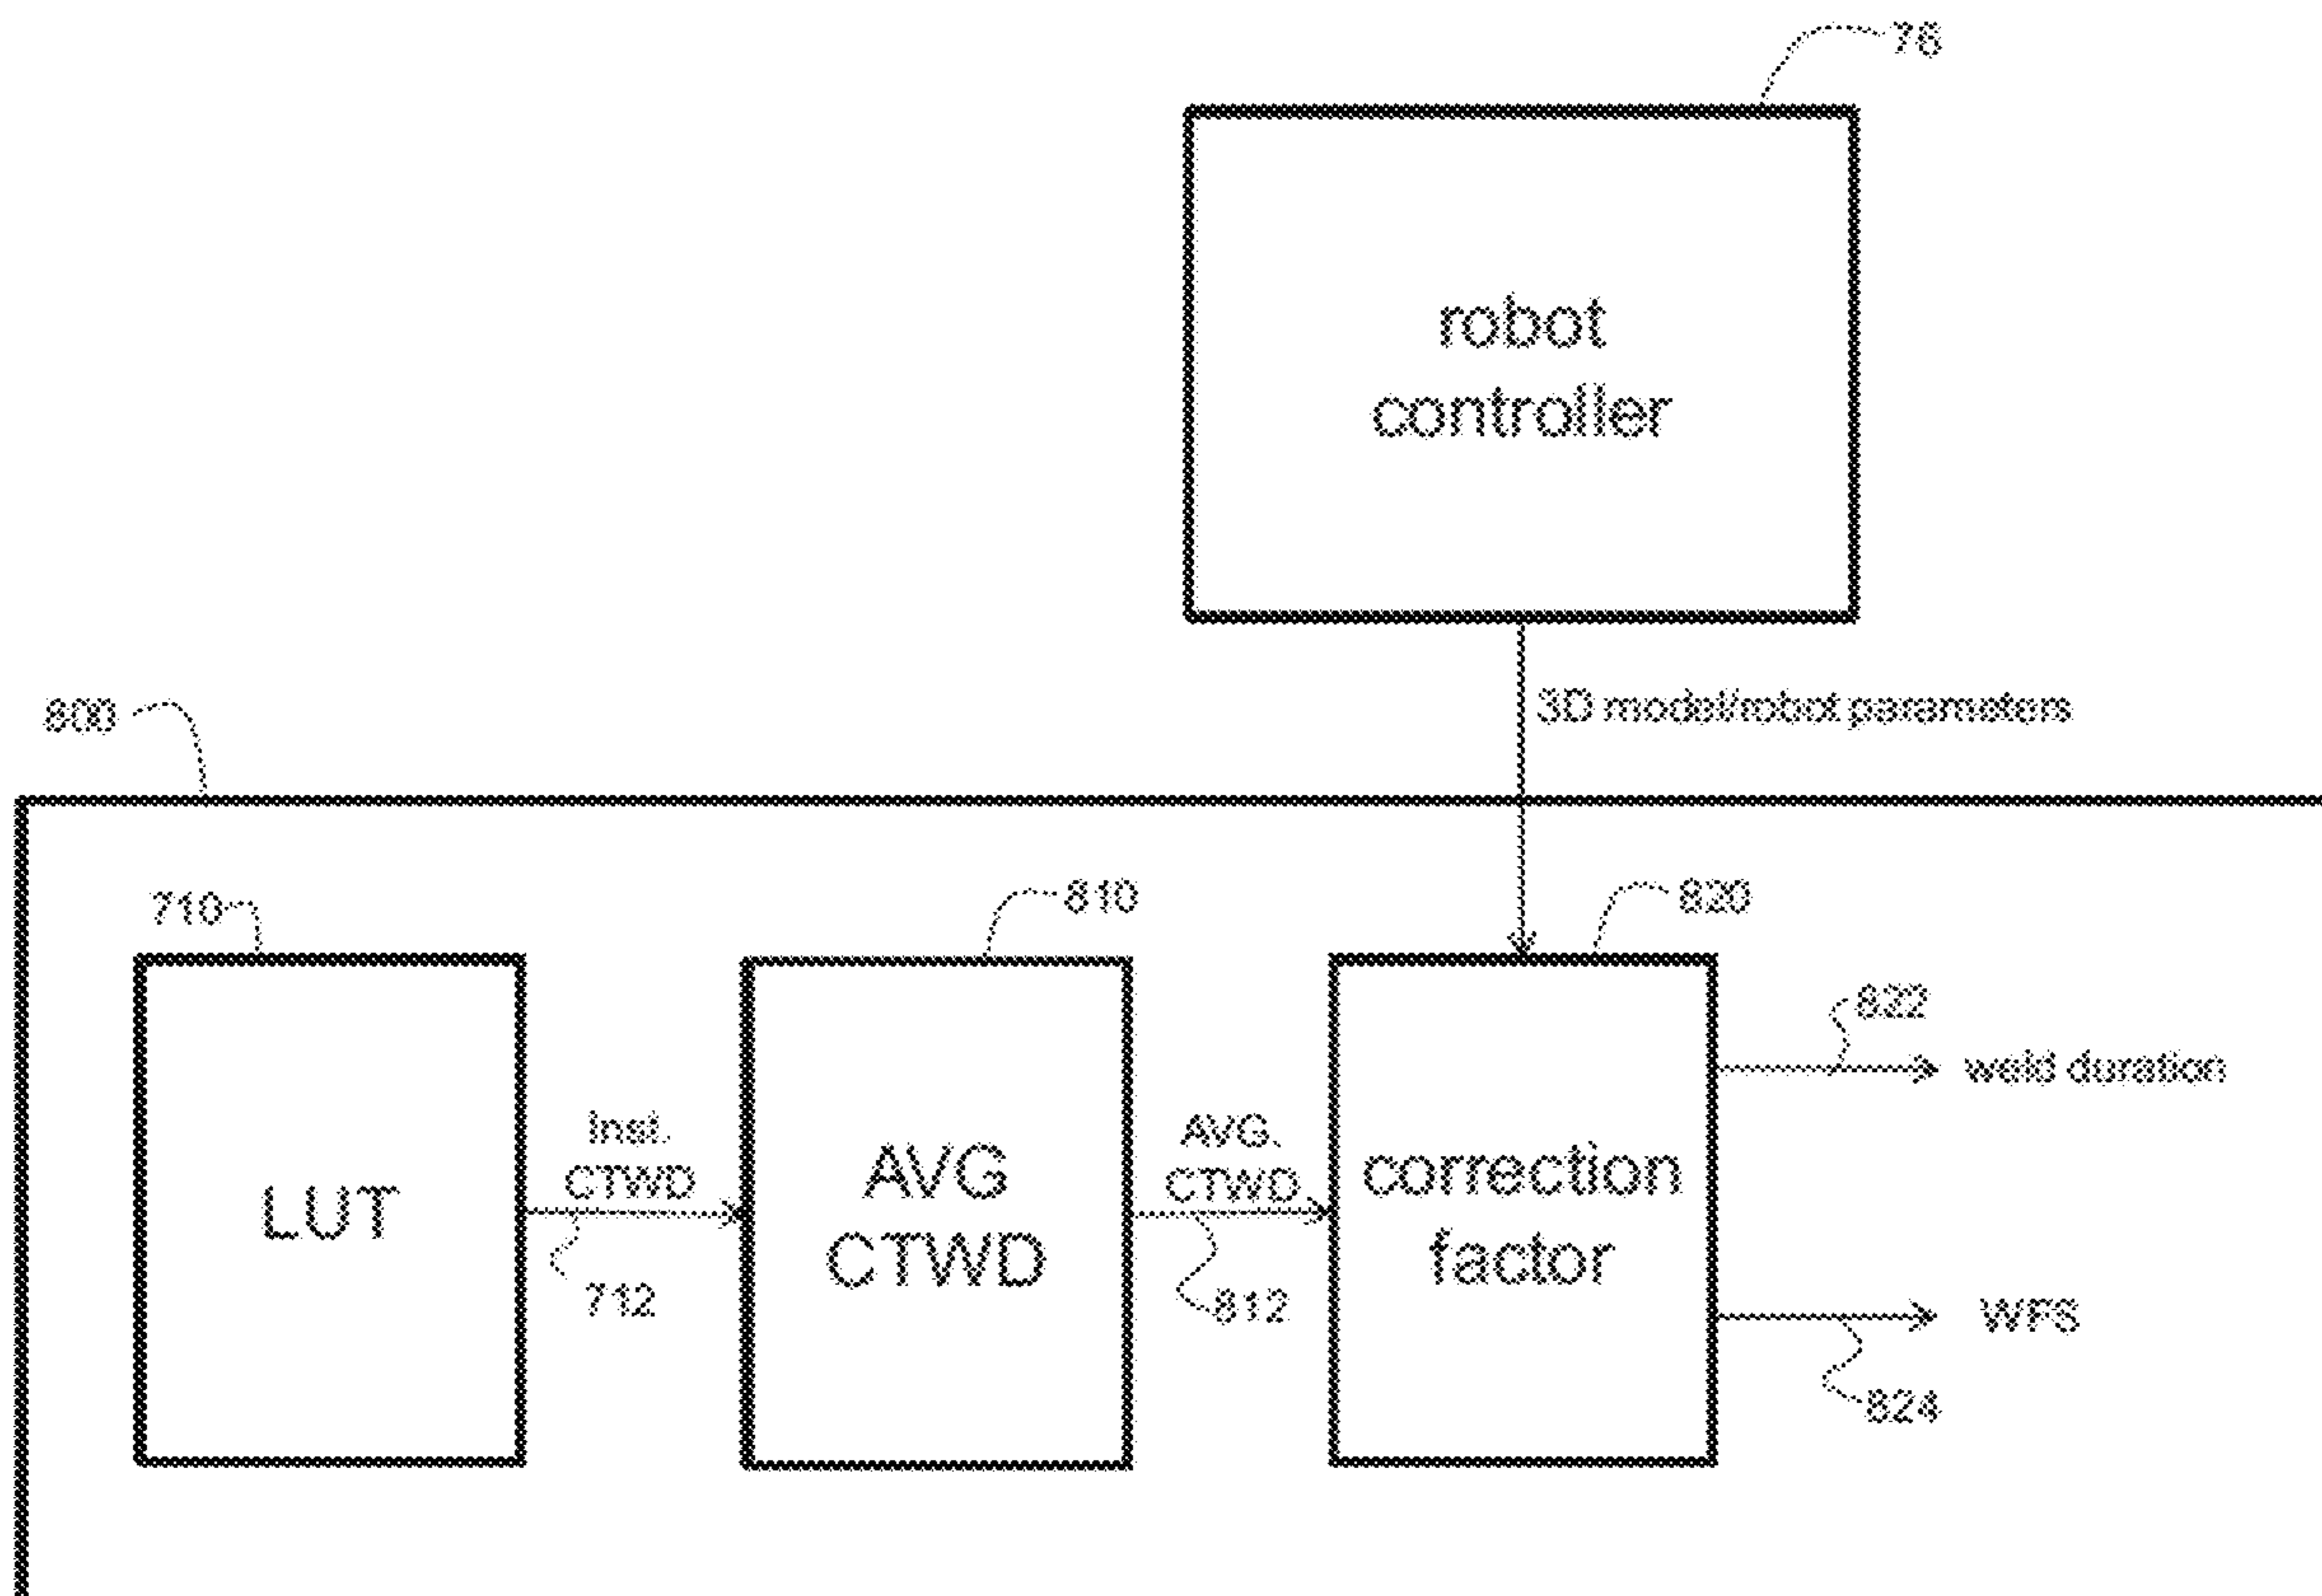 76
robot
controller
800
3D model/robot parameters
710
810
820
822
weld duration
Inst.
CTWD
AVG.
CTWD
LUT
AVG
CTWD
correction
factor
712
812
WFS
824